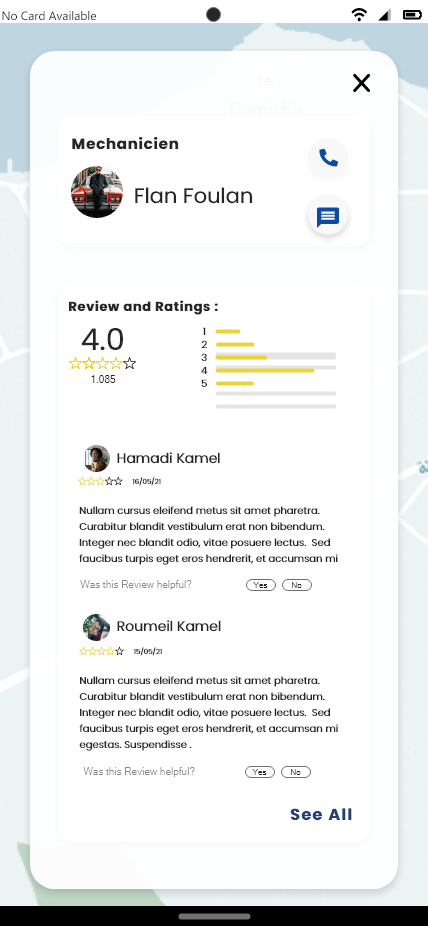 No Card Available
Domicile
Mechanicien
Flan Foulan
Review and Ratings :
4.0
1.085
1
2
3
4
5
Hamadi Kamel
16/05/21
Nullam cursus eleifend metus sit amet pharetra.
Curabitur blandit vestibulum erat non bibendum.
Integer nec blandit odio, vitae posuere lectus. Sed
faucibus turpis eget eros hendrerit, et accumsan mi
Was this Review helpful? Yes No
Roumeil Kamel
15/05/21
Nullam cursus eleifend metus sit amet pharetra.
Curabitur blandit vestibulum erat non bibendum.
Integer nec blandit odio, vitae posuere lectus. Sed
faucibus turpis eget eros hendrerit, et accumsan mi
egestas. Suspendisse .
Was this Review helpful? Yes No
See All